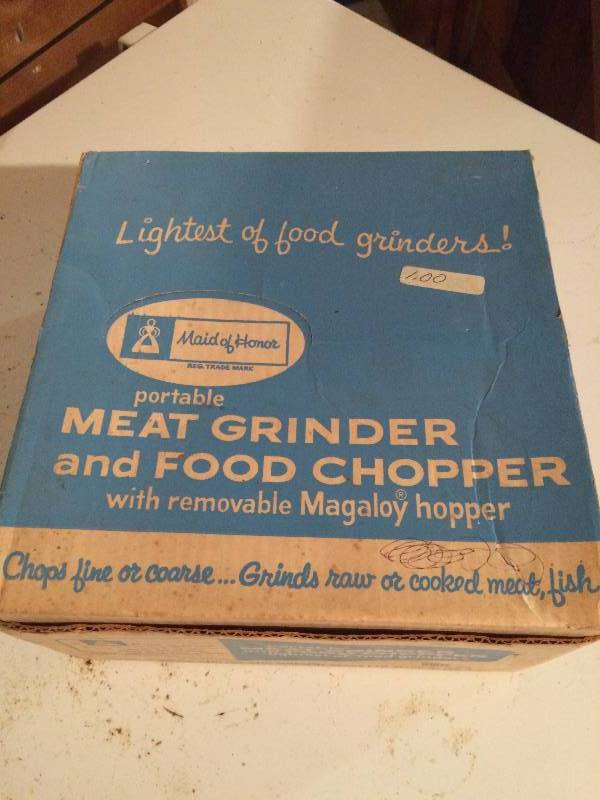 Lightest of food grinders!
1.00
Maid of Honor
REG. TRADE MARK
portable
MEAT GRINDER
and FOOD CHOPPER
with removable Magaloy® hopper
Chops fine or coarse... Grinds raw or cooked meat, fish